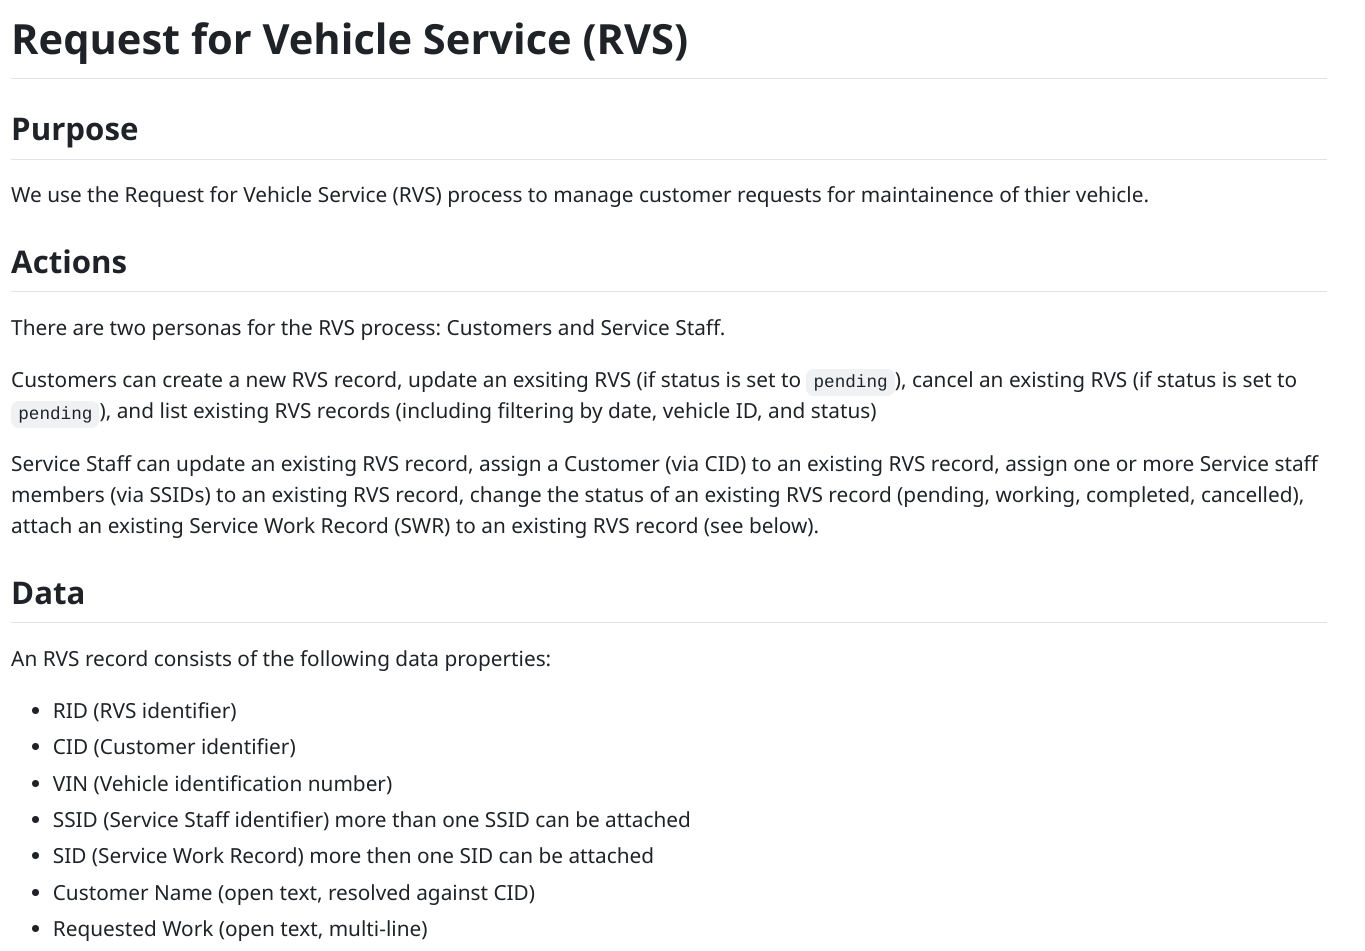 Request for Vehicle Service (RVS)
Purpose
We use the Request for Vehicle Service (RVS) process to manage customer requests for maintainence of thier vehicle.
Actions
There are two personas for the RVS process: Customers and Service Staff.
Customers can create a new RVS record, update an exsiting RVS (if status is set to pending), cancel an existing RVS (if status is set to
pending), and list existing RVS records (including filtering by date, vehicle ID, and status)
Service Staff can update an existing RVS record, assign a Customer (via CID) to an existing RVS record, assign one or more Service staff
members (via SSIDs) to an existing RVS record, change the status of an existing RVS record (pending, working, completed, cancelled),
attach an existing Service Work Record (SWR) to an existing RVS record (see below).
Data
An RVS record consists of the following data properties:
• RID (RVS identifier)
• CID (Customer identifier)
• VIN (Vehicle identification number)
• SSID (Service Staff identifier) more than one SSID can be attached
• SID (Service Work Record) more then one SID can be attached
• Customer Name (open text, resolved against CID)
• Requested Work (open text, multi-line)